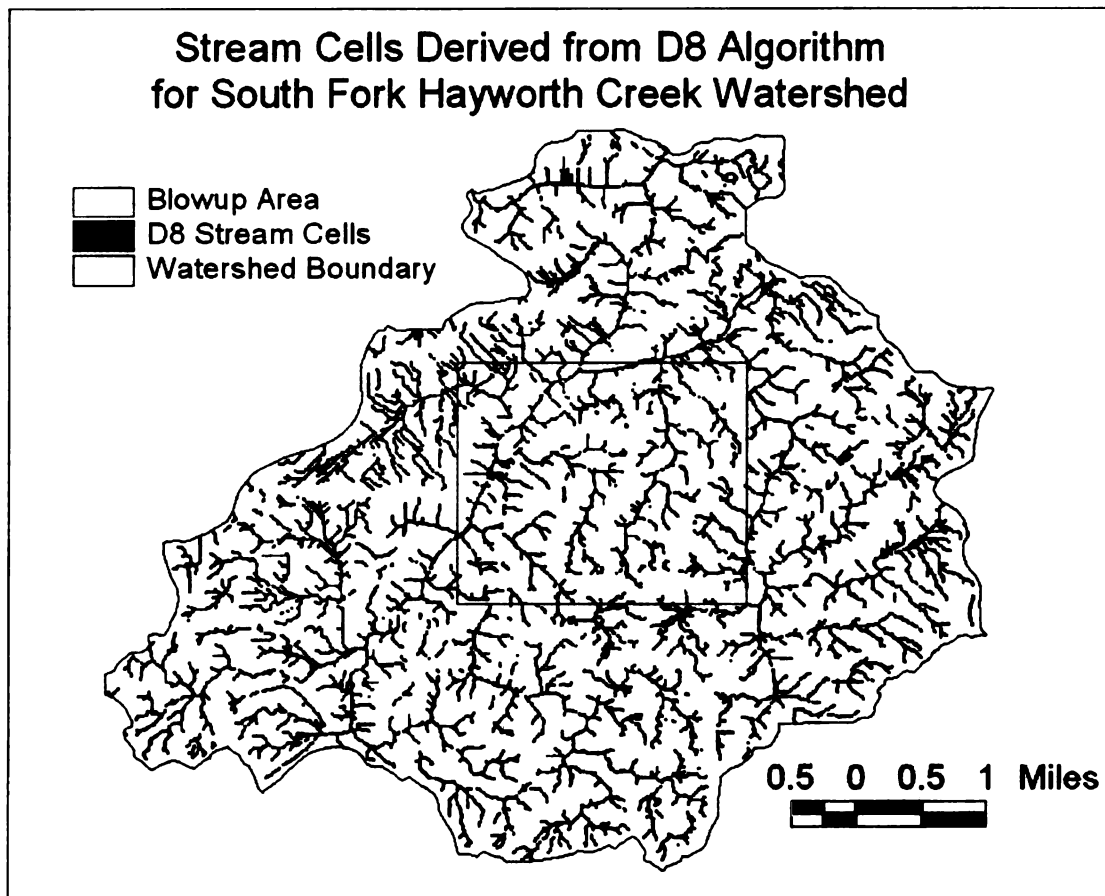 Stream Cells Derived from D8 Algorithm
for South Fork Hayworth Creek Watershed
Blowup Area
D8 Stream Cells
Watershed Boundary
0.5 0 0.5 1 Miles